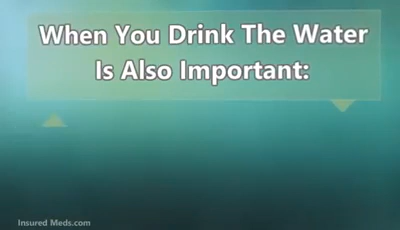 When You Drink The Water
Is Also Important:
Insured Meds.com